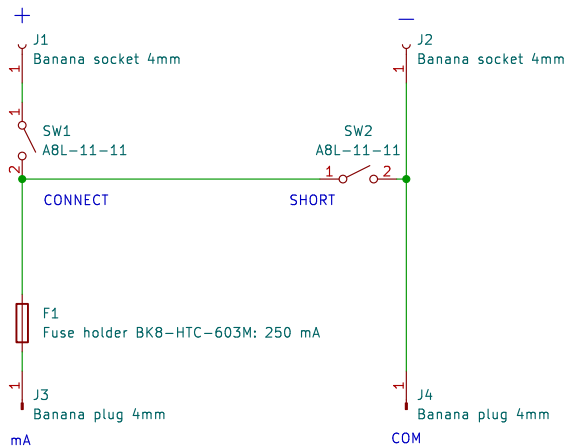 + −
J1
Banana socket 4mm
1
J2
Banana socket 4mm
1
1
SW1
A8L-11-11
2
SW2
A8L-11-11
1 2
CONNECT
SHORT
F1
Fuse holder BK8-HTC-603M: 250 mA
1
J3
Banana plug 4mm
mA
1
J4
Banana plug 4mm
COM